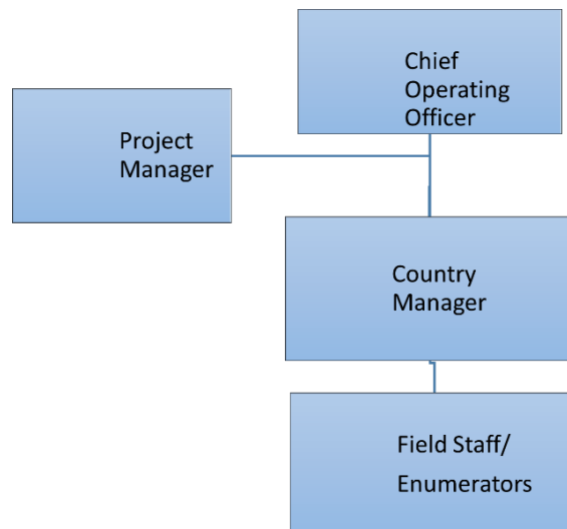 Chief
Operating
Officer
Project
Manager
Country
Manager
Field Staff/
Enumerators